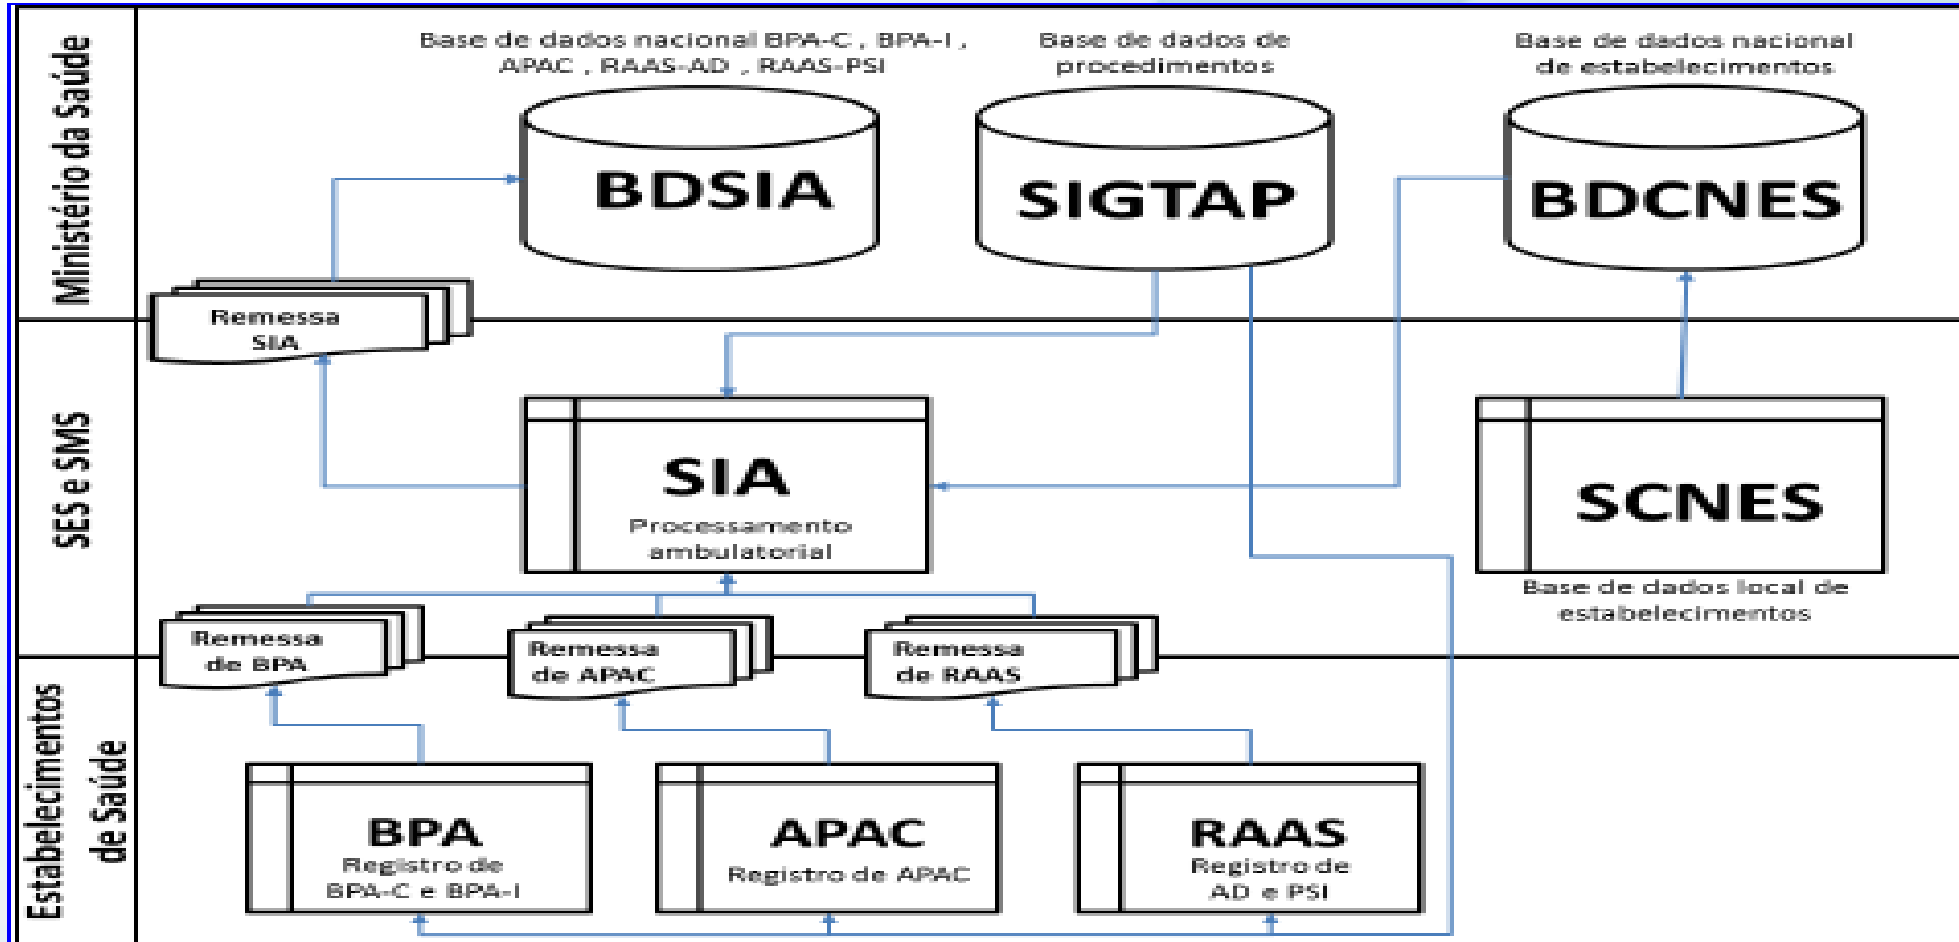 Ministério da Saúde
Base de dados nacional BPA-C , BPA-I ,
APAC , RAAS-AD , RAAS-PSI
BDSIA
Base de dados de
procedimentos
SIGTAP
Base de dados nacional
de estabelecimentos
BDCNES
Remessa
SIA
SES e SMS
SIA
Processamento
ambulatorial
SCNES
Base de dados local de
estabelecimentos
Remessa
de BPA
Remessa
de APAC
Remessa
de RAAS
Estabelecimentos
de Saúde
BPA
Registro de
BPA-C e BPA-I
APAC
Registro de APAC
RAAS
Registro de
AD e PSI